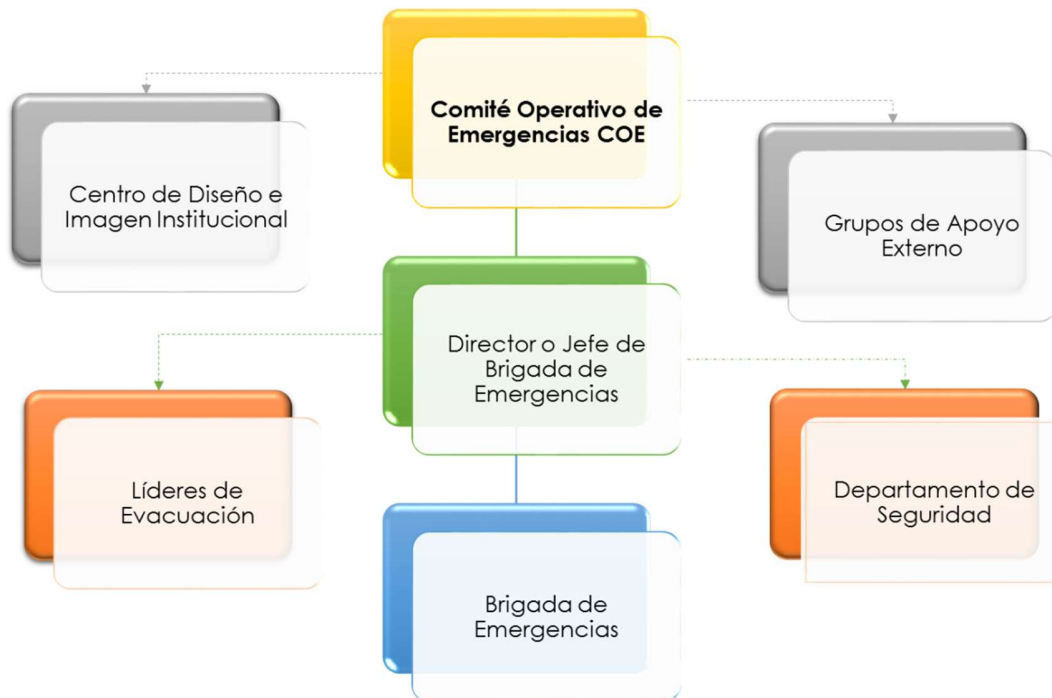 Comité Operativo de
Emergencias COE
Centro de Diseño e
Imagen Institucional
Grupos de Apoyo
Externo
Director o Jefe de
Brigada de
Emergencias
Líderes de
Evacuación
Departamento de
Seguridad
Brigada de
Emergencias